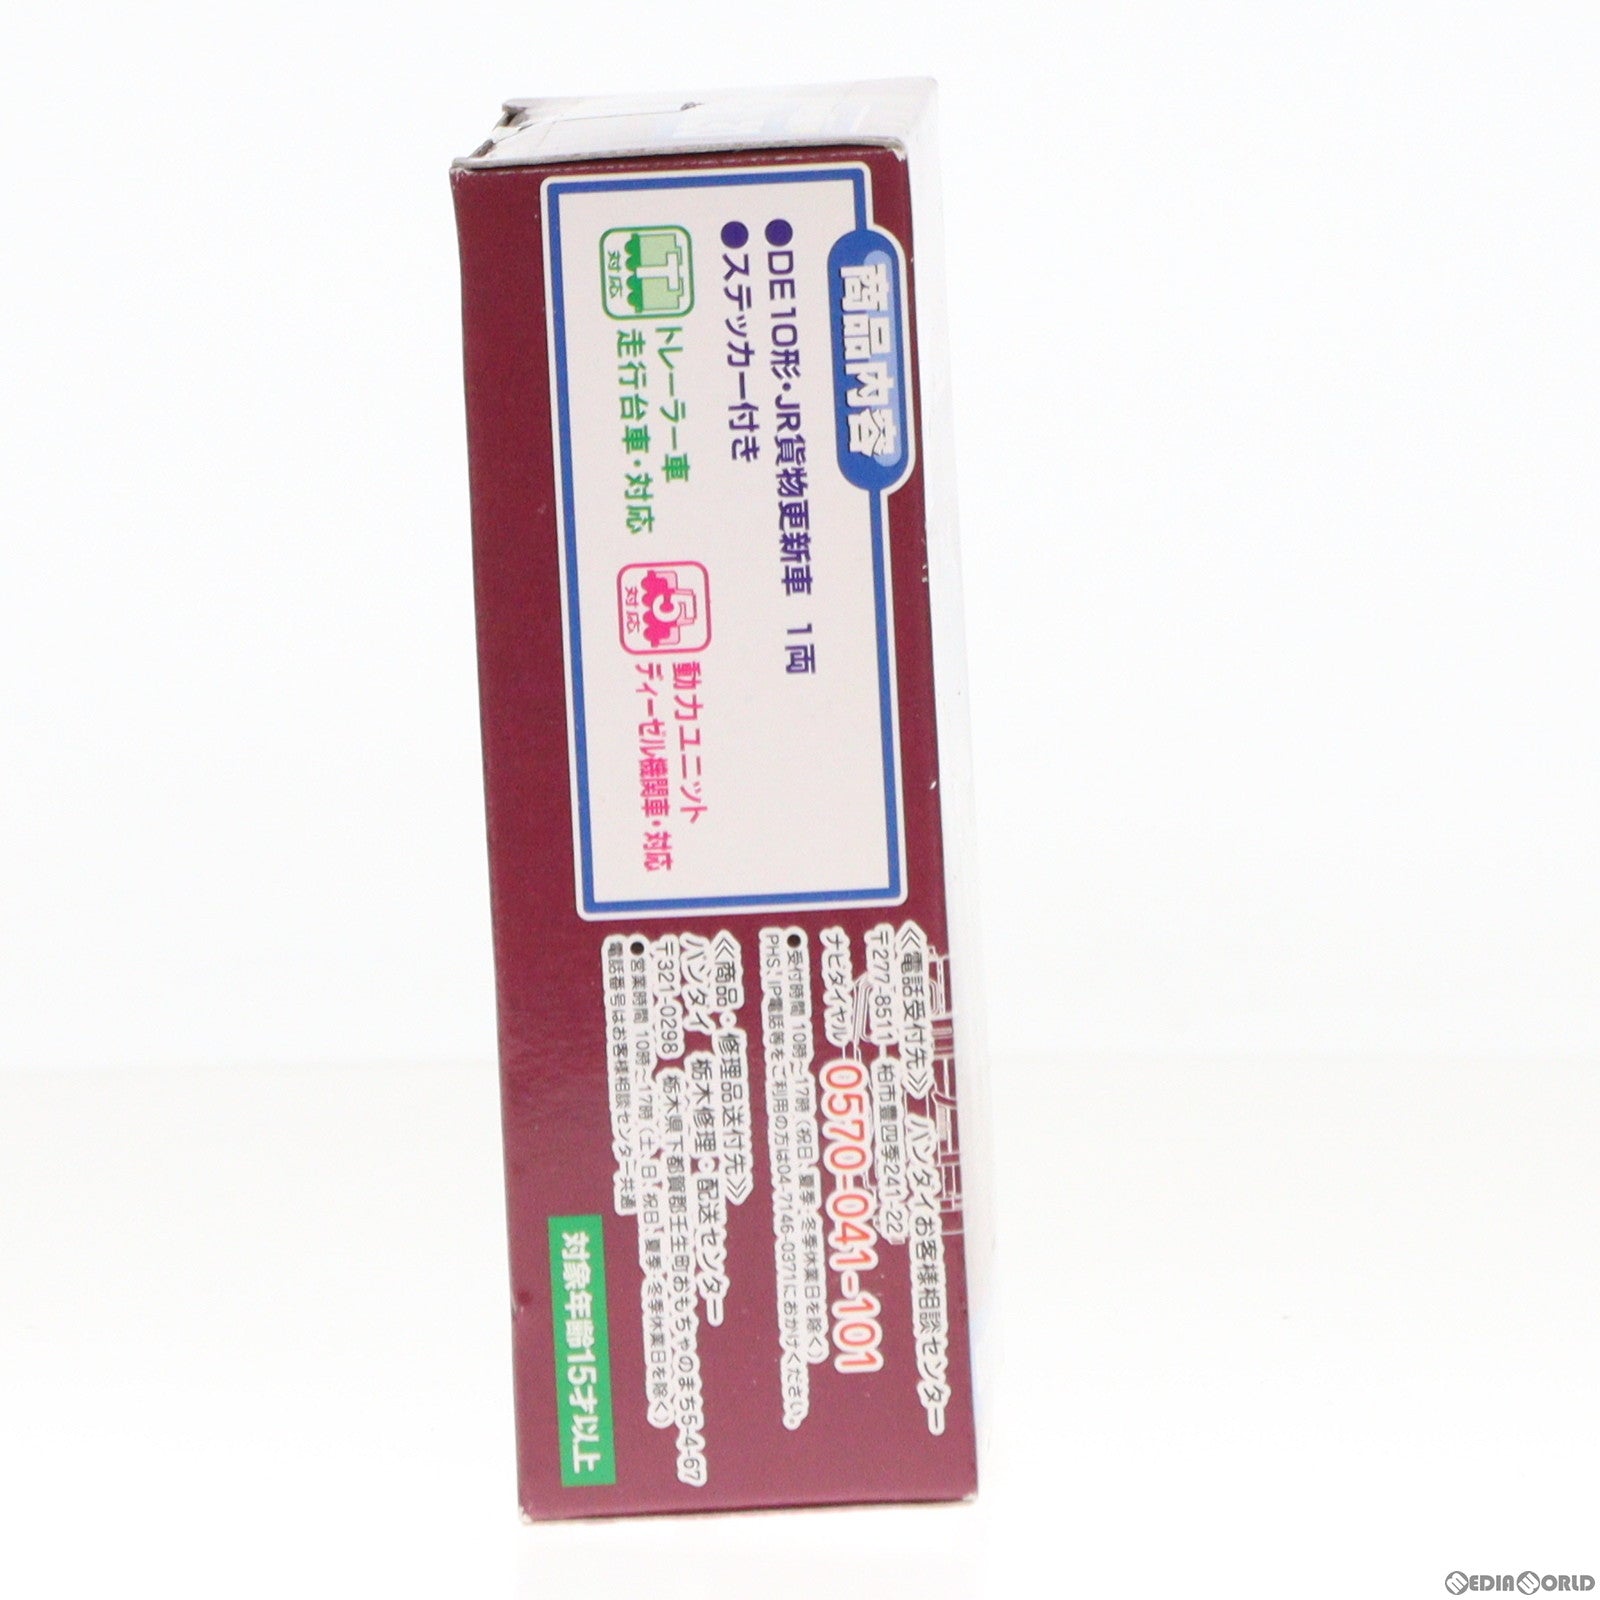 商品内容
●DE10形・JR貨物更新車 1両
●ステッカー付き
T
対応
トレーラー車
走行台車・対応
C
対応
動力ユニット
ディーゼル機関車・対応
《電話受付先》 バンダイお客様相談センター
〒277-8511 柏市豊四季241-22
ナビダイヤル 0570-041-101
●受付時間 10時〜17時(祝日、夏季・冬季休業日を除く)
PHS、IP電話等をご利用の方は04-7146-0371におかけください。
《商品・修理品送付先》
バンダイ 栃木修理・配送センター
〒321-0298 栃木県下都賀郡壬生町おもちゃのまち5-4-67
●営業時間 10時〜17時(土、日、祝日、夏季・冬季休業日を除く)
電話番号はお客様相談センター共通
対象年齢15才以上
MEDIAWORLD